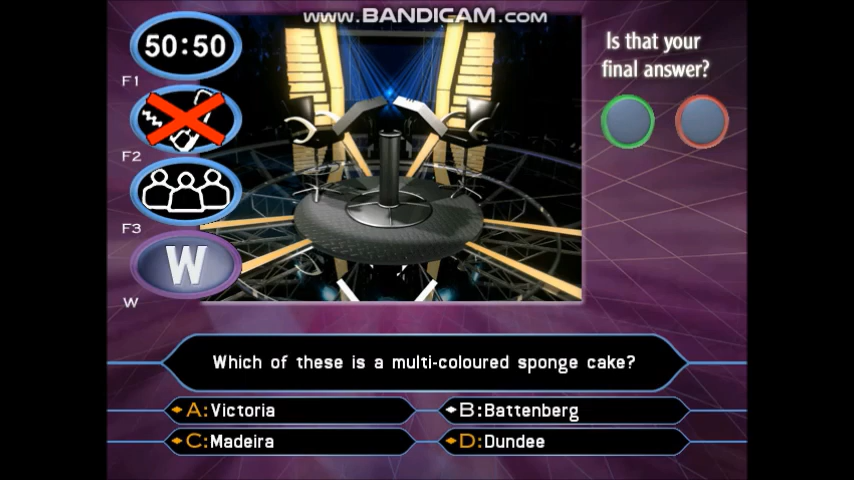 www.BANDICAM.com
50:50
F1
F2
F3
W
W
Is that your
final answer?
Which of these is a multi-coloured sponge cake?
A:Victoria
B:Battenberg
C:Madeira
D:Dundee